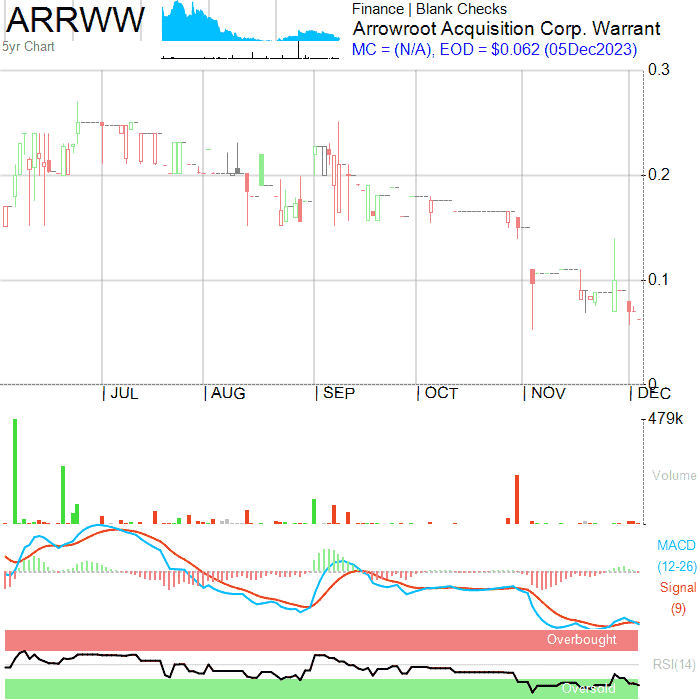 ARRWW
5yr Chart
Finance | Blank Checks
Arrowroot Acquisition Corp. Warrant
MC = (N/A), EOD = $0.062 (05Dec2023)
0.3
0.2
0.1
0
JUL
AUG
SEP
OCT
NOV
DEC
479k
Volume
MACD
(12-26)
Signal
(9)
Overbought
RSI(14)
Oversold